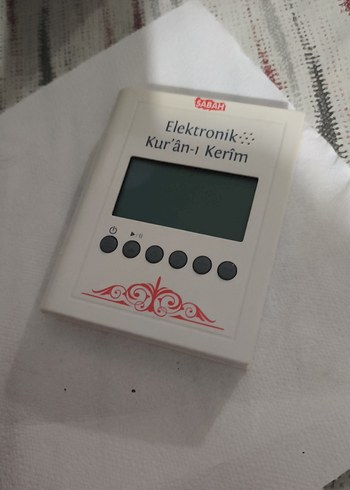 SABAH
Elektronik
Kur'ân-ı Kerîm